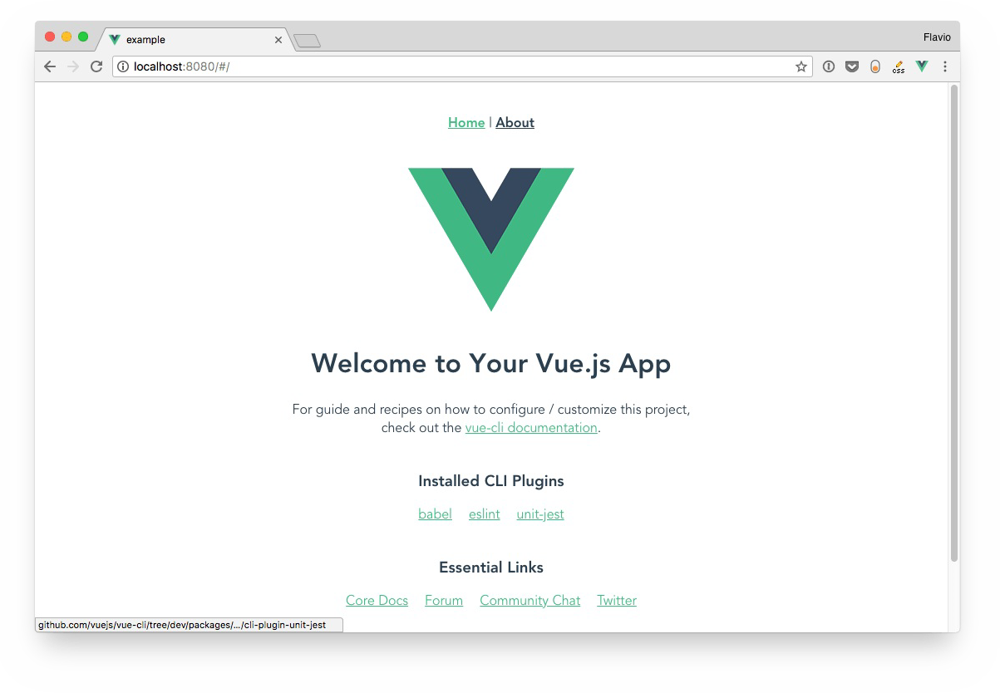 example
Flavio
localhost:8080/#/
css
Home | About
Welcome to Your Vue.js App
For guide and recipes on how to configure / customize this project,
check out the vue-cli documentation.
Installed CLI Plugins
babel eslint unit-jest
Essential Links
Core Docs Forum Community Chat Twitter
github.com/vuejs/vue-cli/tree/dev/packages/.../cli-plugin-unit-jest